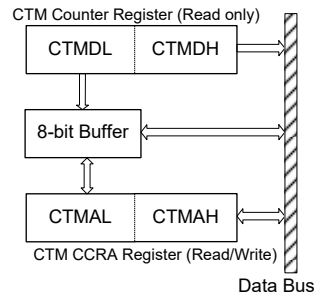 CTM Counter Register (Read only)
CTMDL CTMDH
8-bit Buffer
CTMAL CTMAH
CTM CCRA Register (Read/Write)
Data Bus